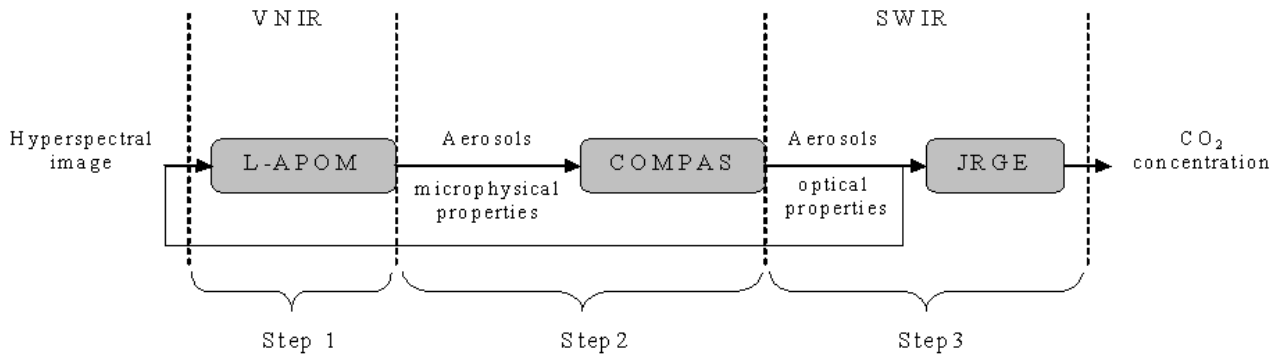 VNIR
SWIR
Hyperspectral
image
L-APOM
Aerosols
microphysical
properties
COMPAS
Aerosols
optical
properties
JRGE
CO₂
concentration
Step 1
Step 2
Step 3